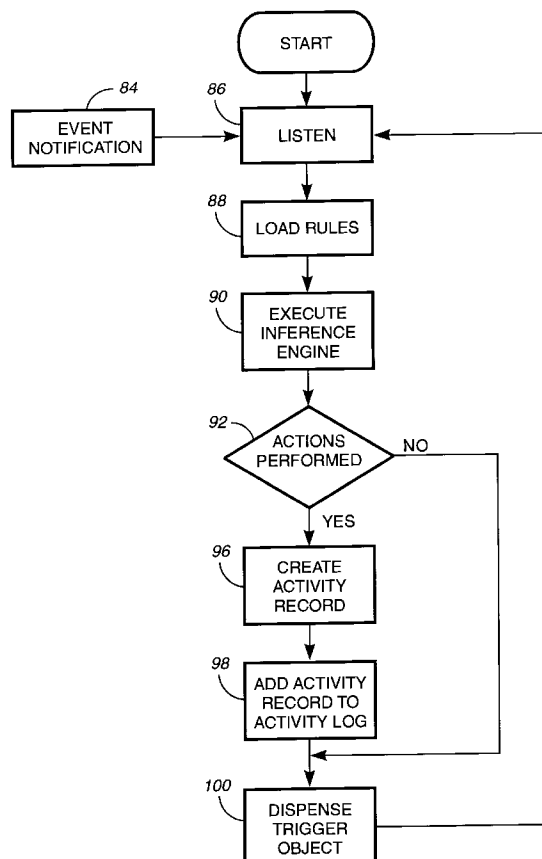 START
84
EVENT
NOTIFICATION
86
LISTEN
88
LOAD RULES
90
EXECUTE
INFERENCE
ENGINE
92
ACTIONS
PERFORMED
NO
YES
96
CREATE
ACTIVITY
RECORD
98
ADD ACTIVITY
RECORD TO
ACTIVITY LOG
100
DISPENSE
TRIGGER
OBJECT